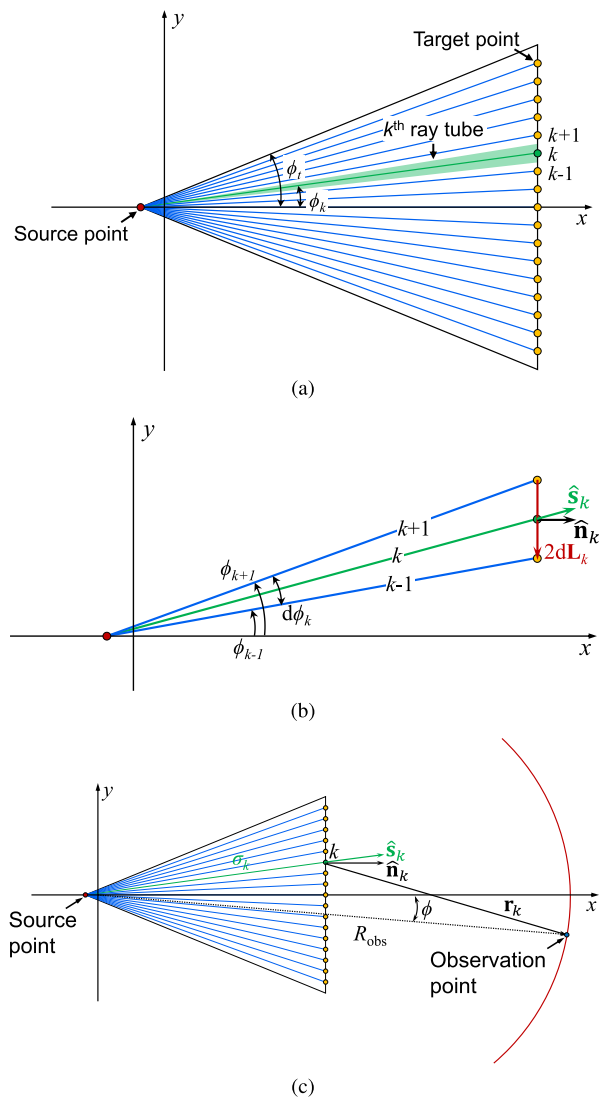 y
Target point
kth ray tube
k+1
k
k-1
ϕt
ϕk
x
Source point
(a)
y
ŝk
k+1
n̂k
k
2dLk
ϕk+1
k-1
dϕk
ϕk-1
x
(b)
y
k
ŝk
σk
n̂k
x
Source
point
ϕ
rk
Robs
Observation
point
(c)